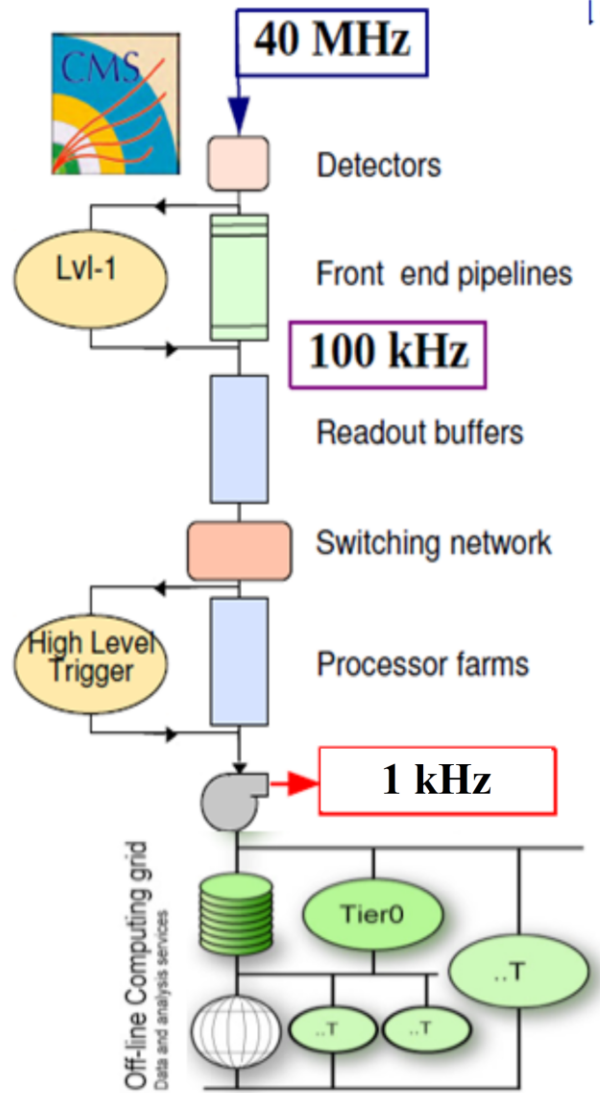 40 MHz
CMS
Detectors
Lvl-1
Front end pipelines
100 kHz
Readout buffers
Switching network
High Level
Trigger
Processor farms
1 kHz
Off-line Computing grid
Data and analysis services
Tier0
..T
..T
..T